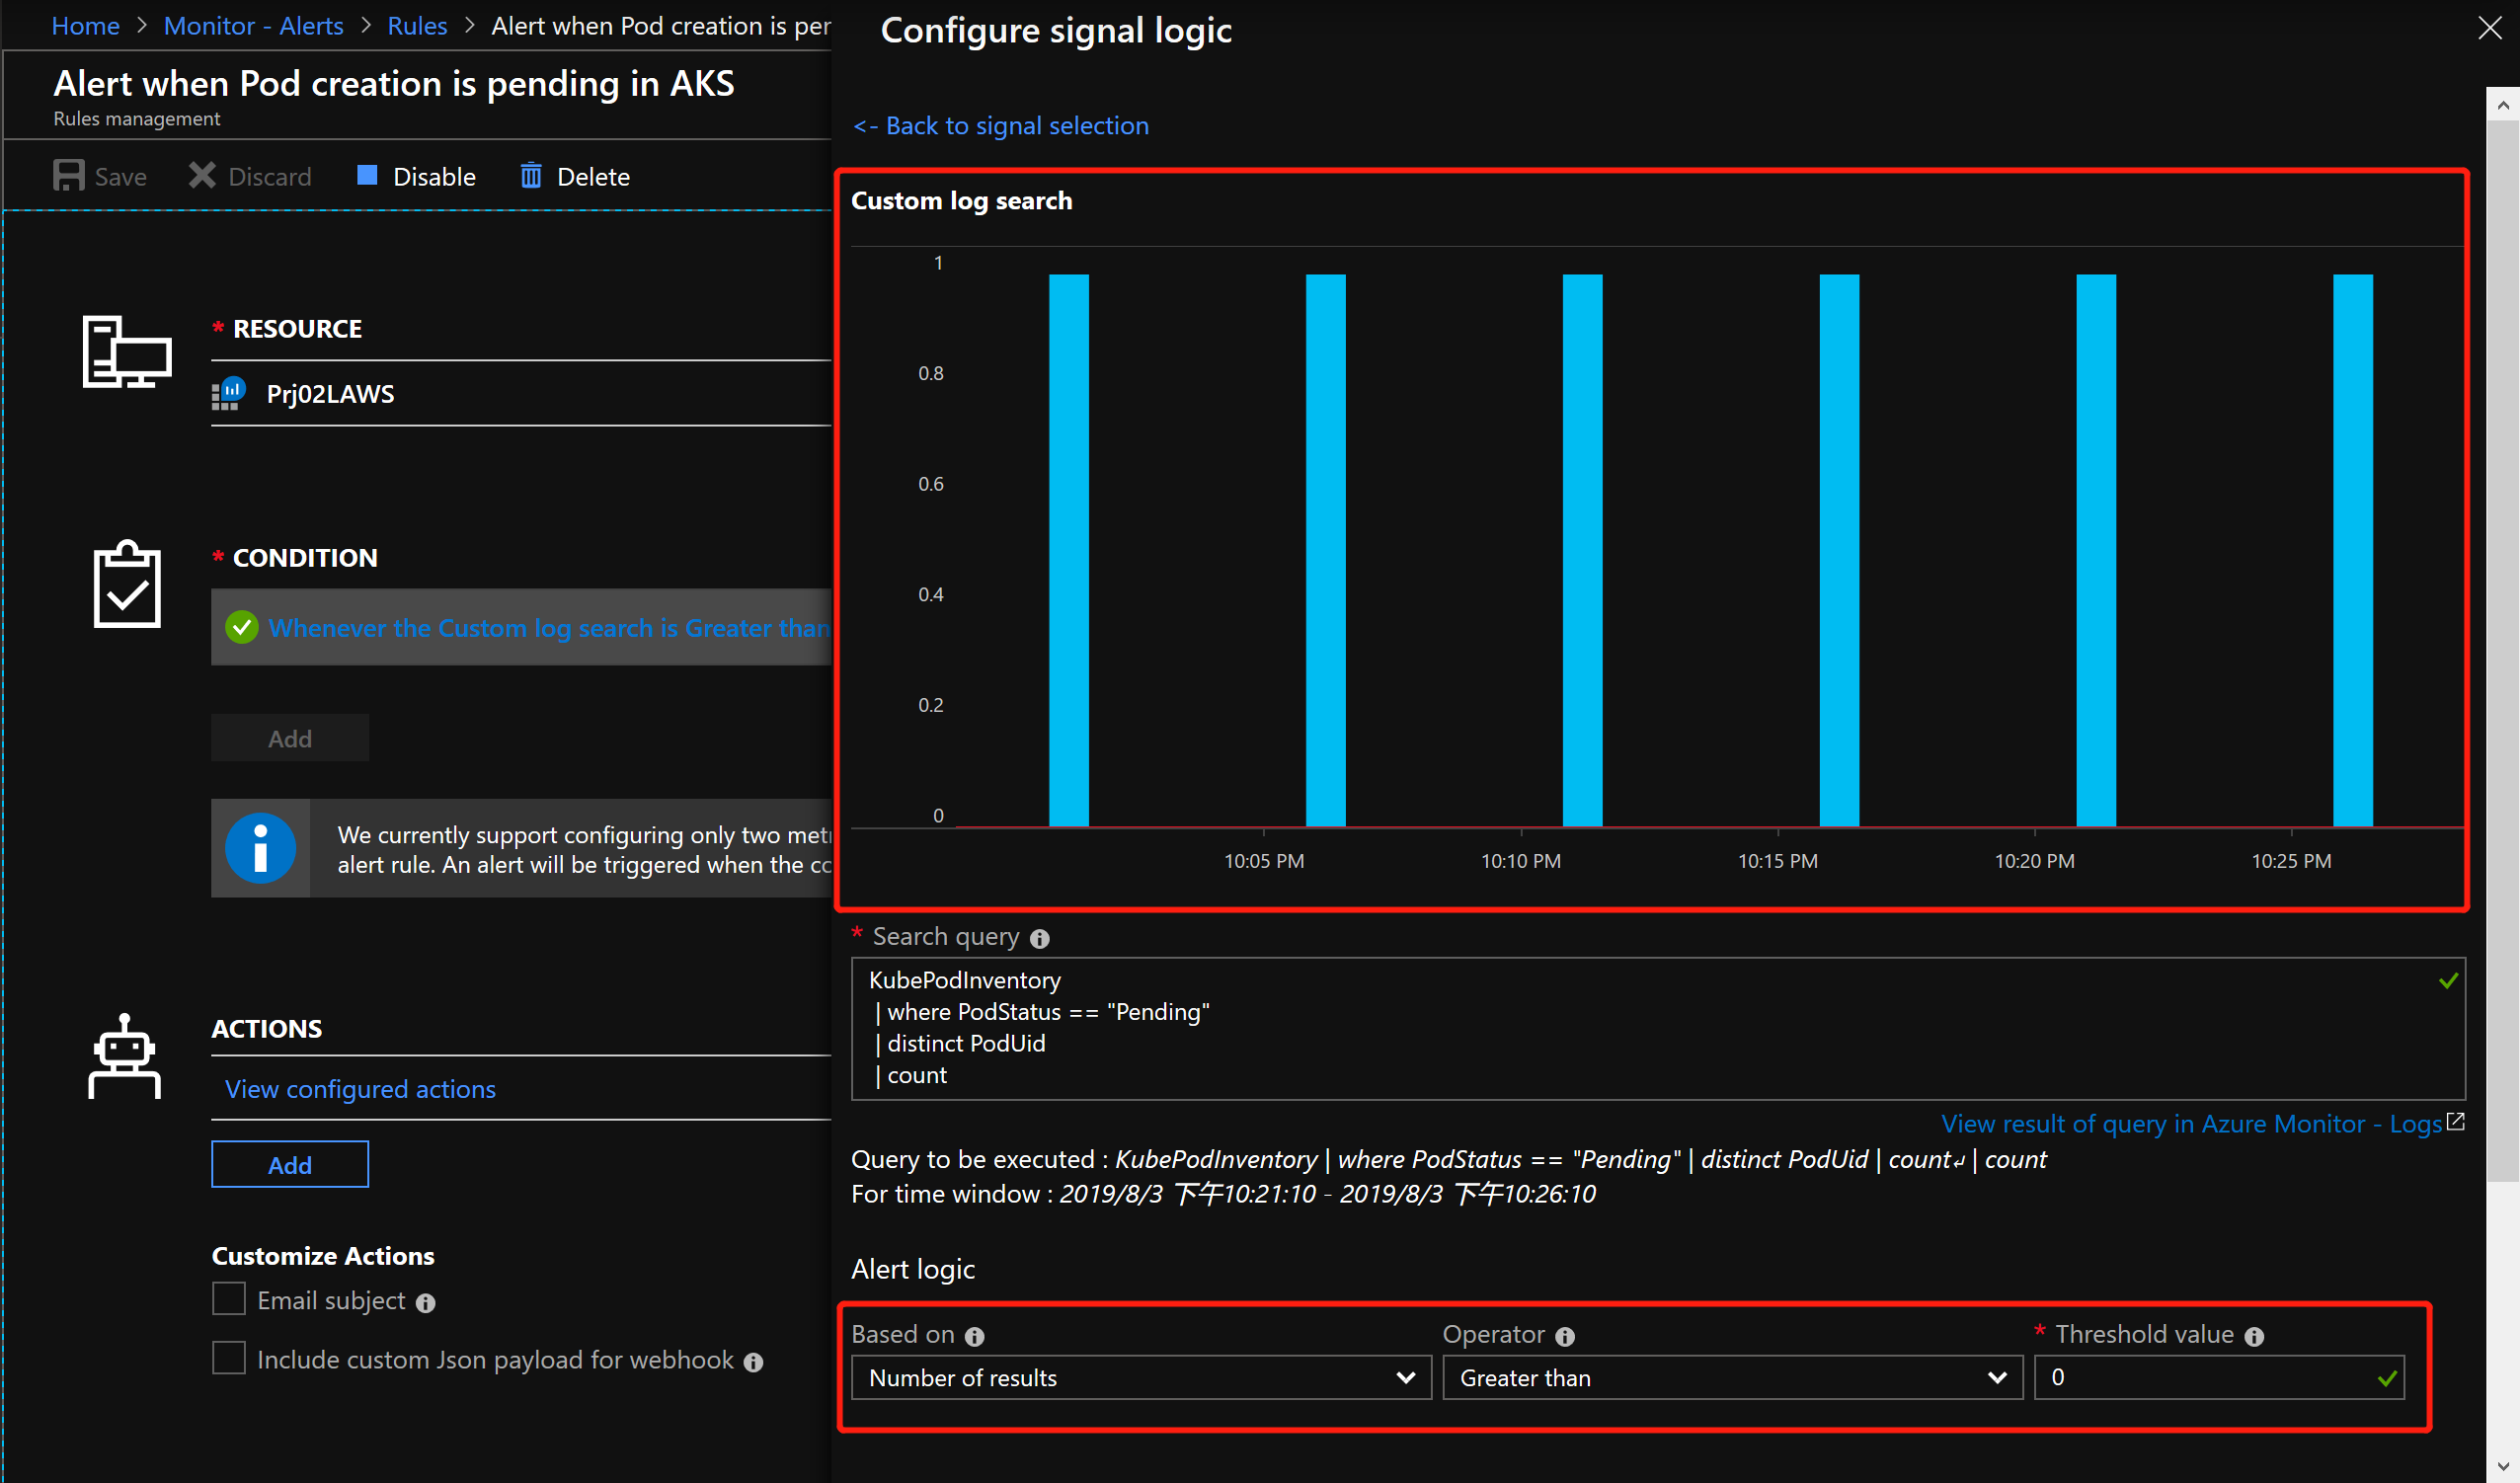 Home > Monitor - Alerts > Rules > Alert when Pod creation is per
Alert when Pod creation is pending in AKS
Rules management
Save Discard Disable Delete
* RESOURCE
Prj02LAWS
* CONDITION
Whenever the Custom log search is Greater than
Add
We currently support configuring only two metr
alert rule. An alert will be triggered when the co
ACTIONS
View configured actions
Add
Customize Actions
Email subject
Include custom Json payload for webhook
Configure signal logic
<- Back to signal selection
Custom log search
1
0.8
0.6
0.4
0.2
0
10:05 PM 10:10 PM 10:15 PM 10:20 PM 10:25 PM
* Search query
KubePodInventory
| where PodStatus == "Pending"
| distinct PodUid
| count
View result of query in Azure Monitor - Logs
Query to be executed : KubePodInventory | where PodStatus == "Pending" | distinct PodUid | count↵ | count
For time window : 2019/8/3 下午10:21:10 - 2019/8/3 下午10:26:10
Alert logic
Based on Operator * Threshold value
Number of results Greater than 0